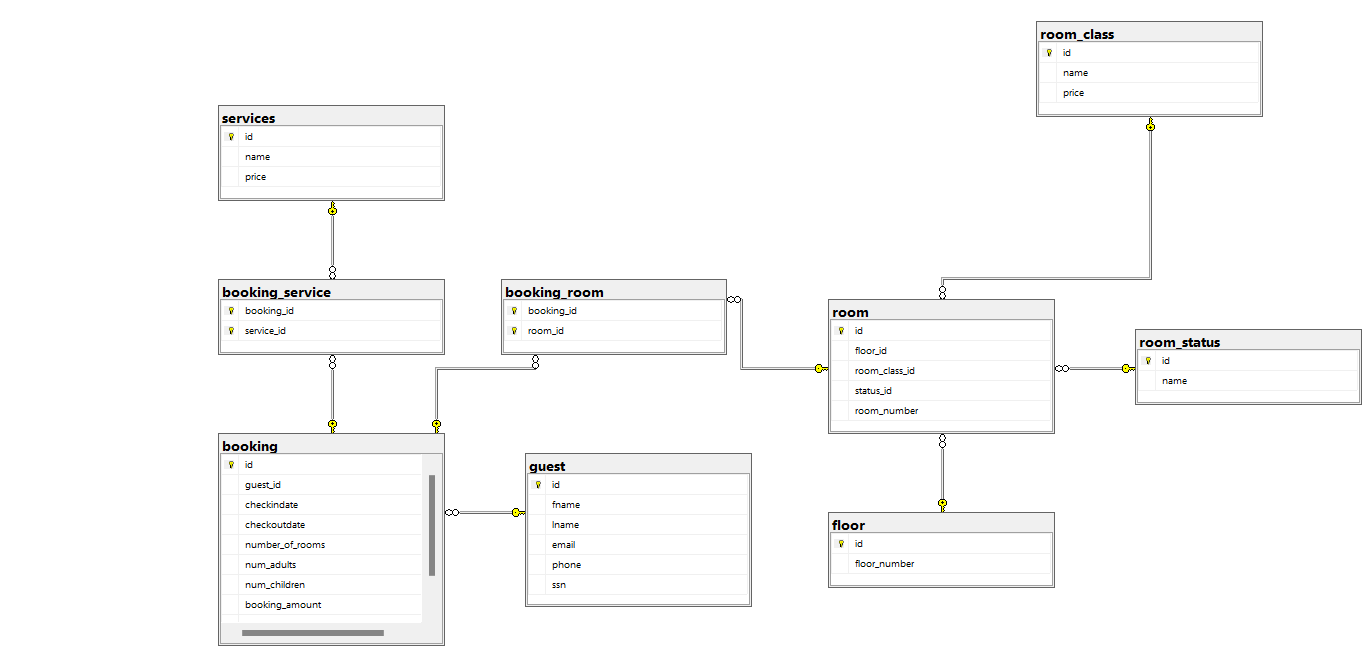 room_class
id
name
price
services
id
name
price
booking_service
booking_id
service_id
booking_room
booking_id
room_id
room
id
floor_id
room_class_id
status_id
room_number
room_status
id
name
booking
id
guest_id
checkindate
checkoutdate
number_of_rooms
num_adults
num_children
booking_amount
guest
id
fname
lname
email
phone
ssn
floor
id
floor_number